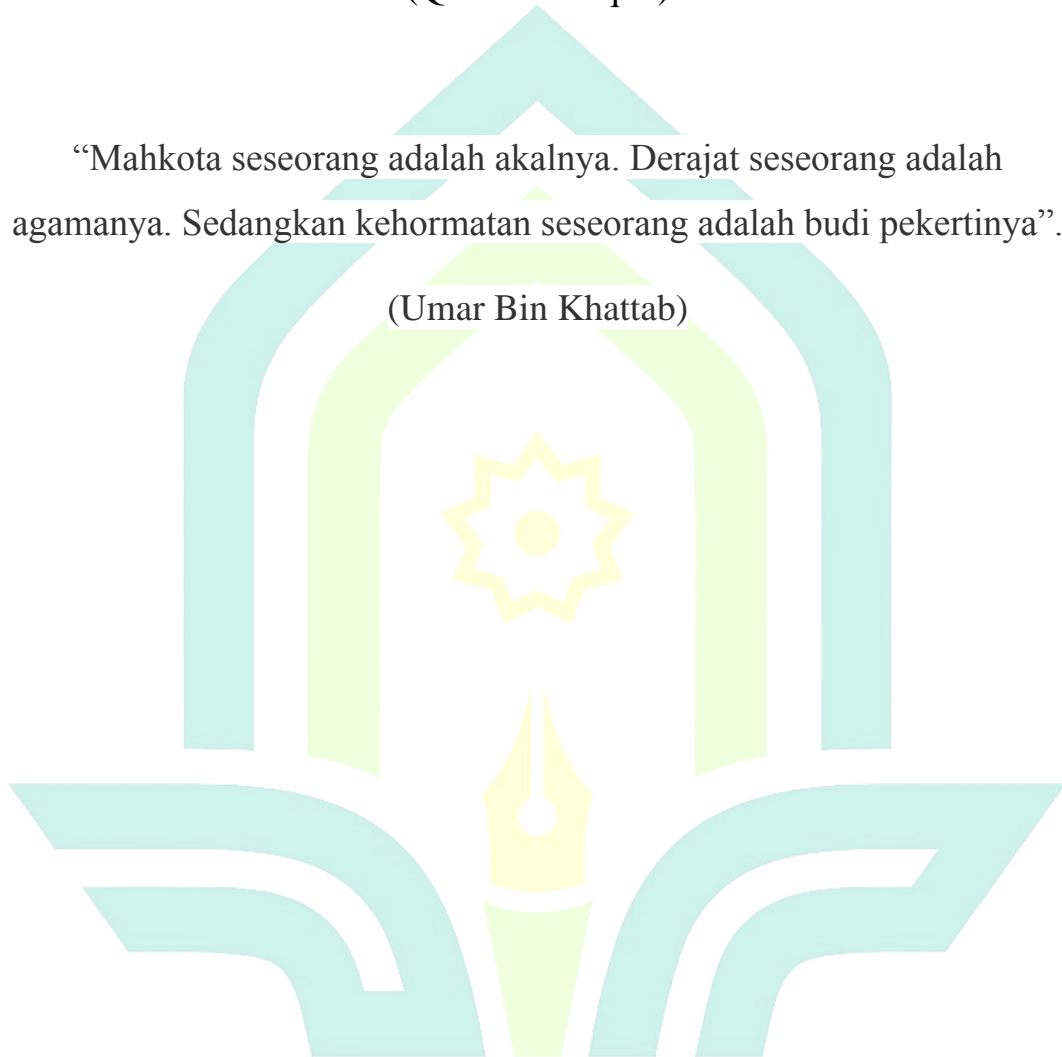 “Mahkota seseorang adalah akalnya. Derajat seseorang adalah
agamanya. Sedangkan kehormatan seseorang adalah budi pekertinya”.
(Umar Bin Khattab)